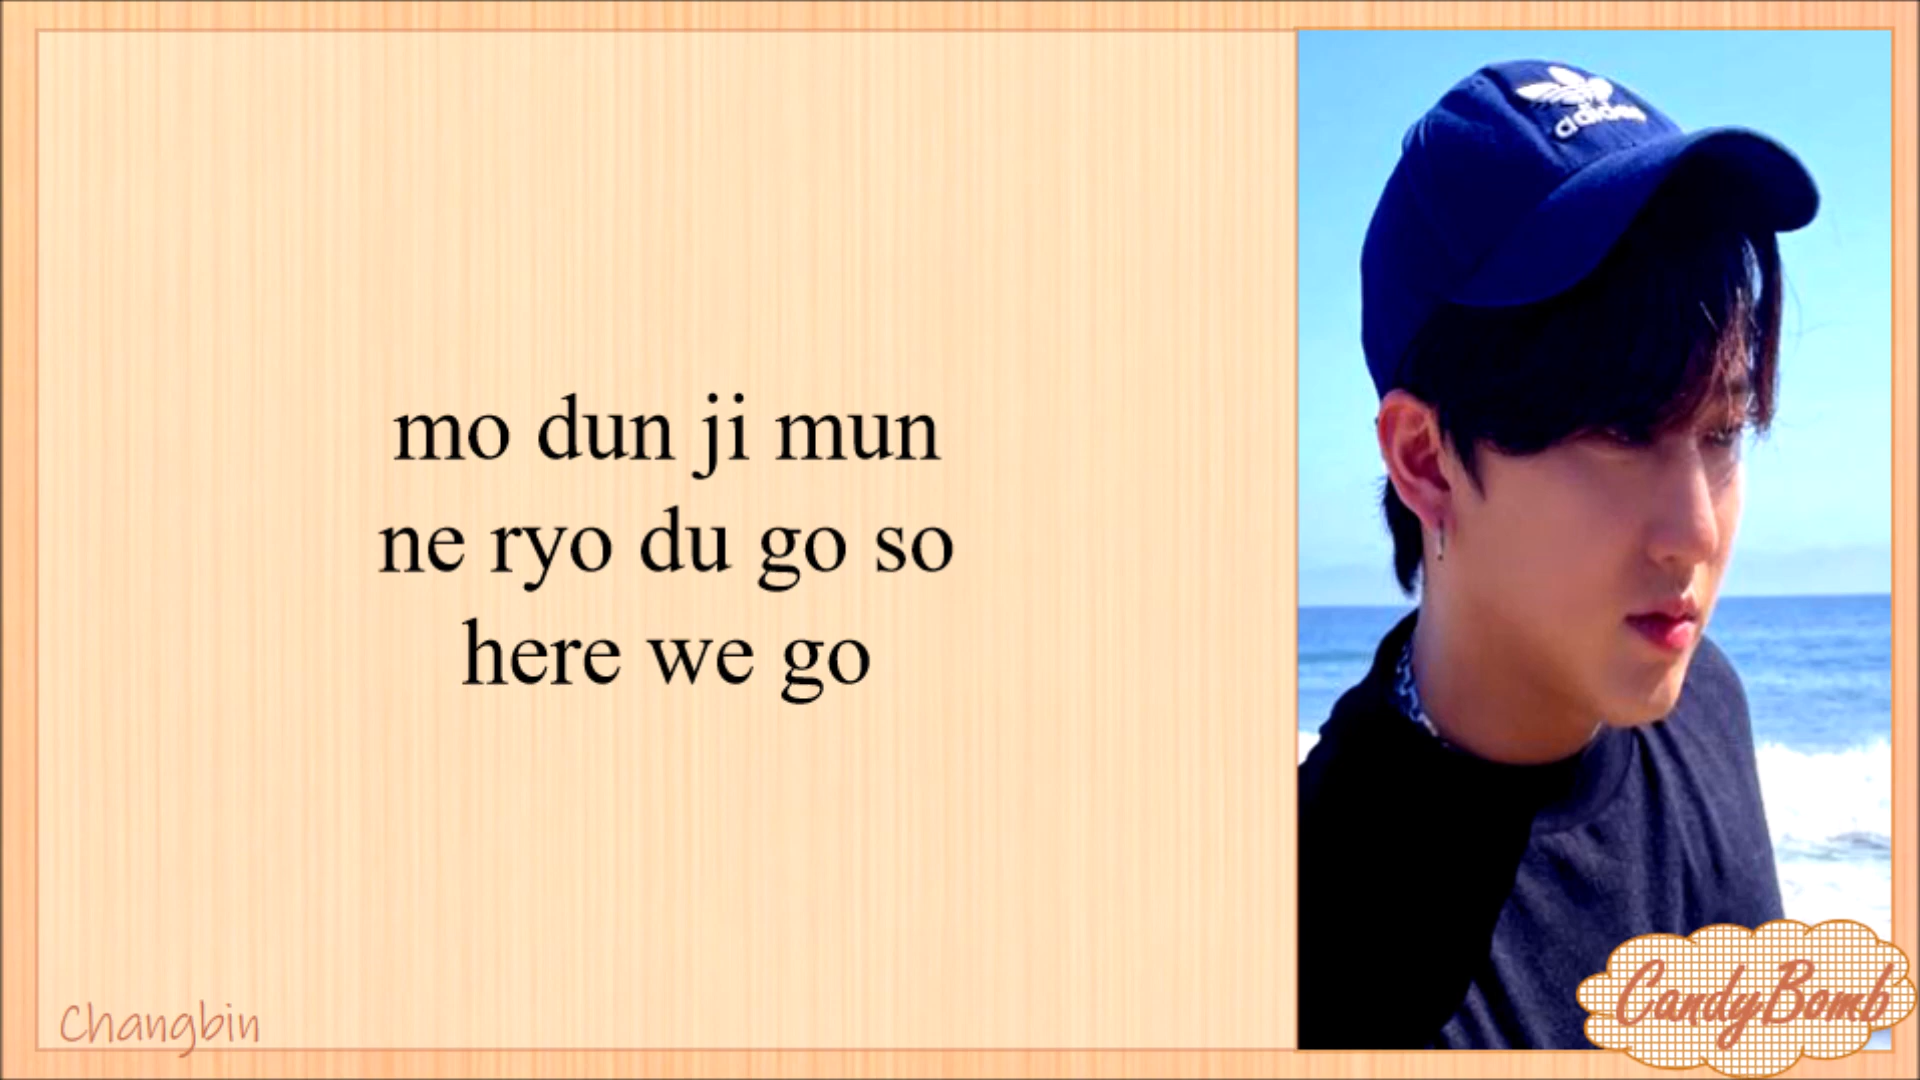 adidas
mo dun ji mun
ne ryo du go so
here we go
Changbin
CandyBomb